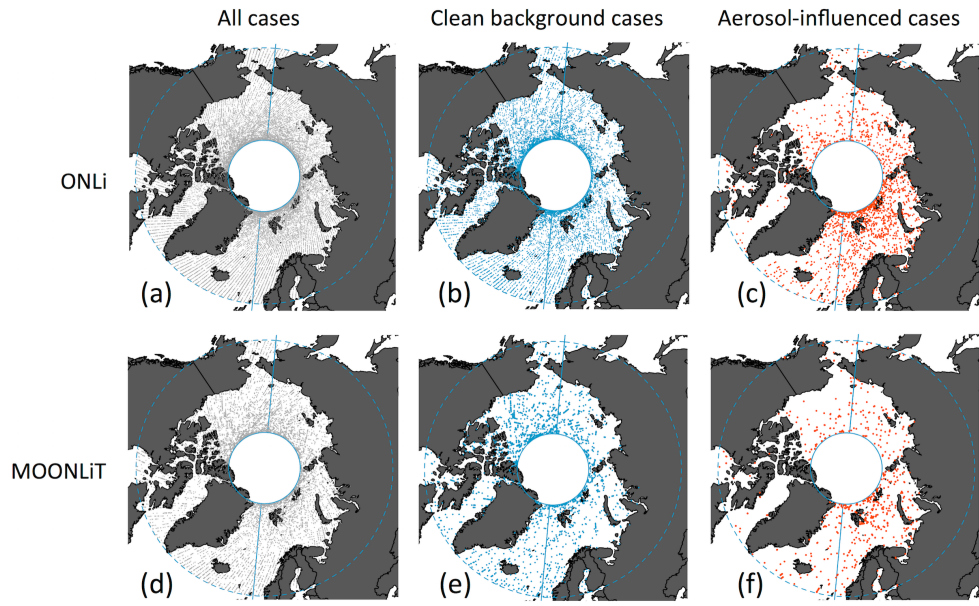 All cases Clean background cases Aerosol-influenced cases
ONLi
(a) (b) (c)
MOONLiT
(d) (e) (f)